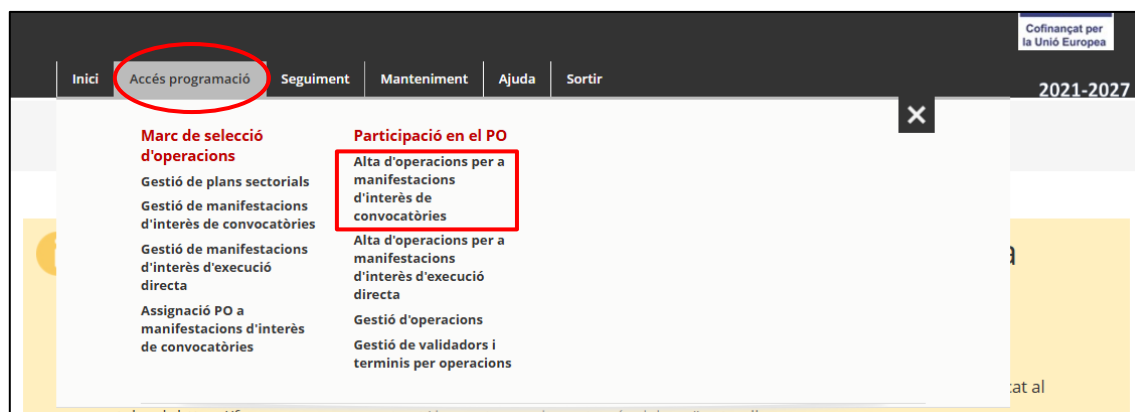 Cofinançat per
la Unió Europea
Inici Accés programació Seguiment Manteniment Ajuda Sortir
2021-2027
Marc de selecció
d'operacions
Gestió de plans sectorials
Gestió de manifestacions
d'interès de convocatòries
Gestió de manifestacions
d'interès d'execució
directa
Assignació PO a
manifestacions d'interès
de convocatòries
Participació en el PO
Alta d'operacions per a
manifestacions
d'interès de
convocatòries
Alta d'operacions per a
manifestacions
d'interès d'execució
directa
Gestió d'operacions
Gestió de validadors i
terminis per operacions
al